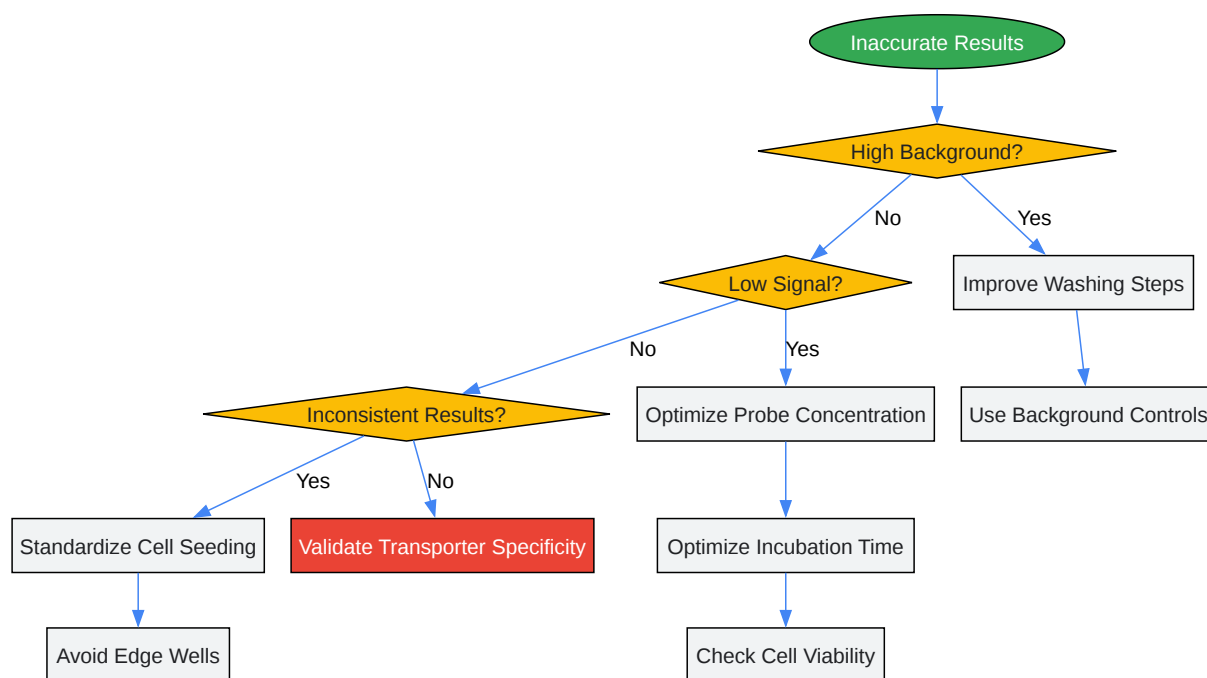 Inaccurate Results
High Background?
No
Yes
Low Signal?
Improve Washing Steps
No
Yes
Inconsistent Results?
Optimize Probe Concentration
Use Background Controls
Yes
No
Standardize Cell Seeding
Validate Transporter Specificity
Optimize Incubation Time
Avoid Edge Wells
Check Cell Viability